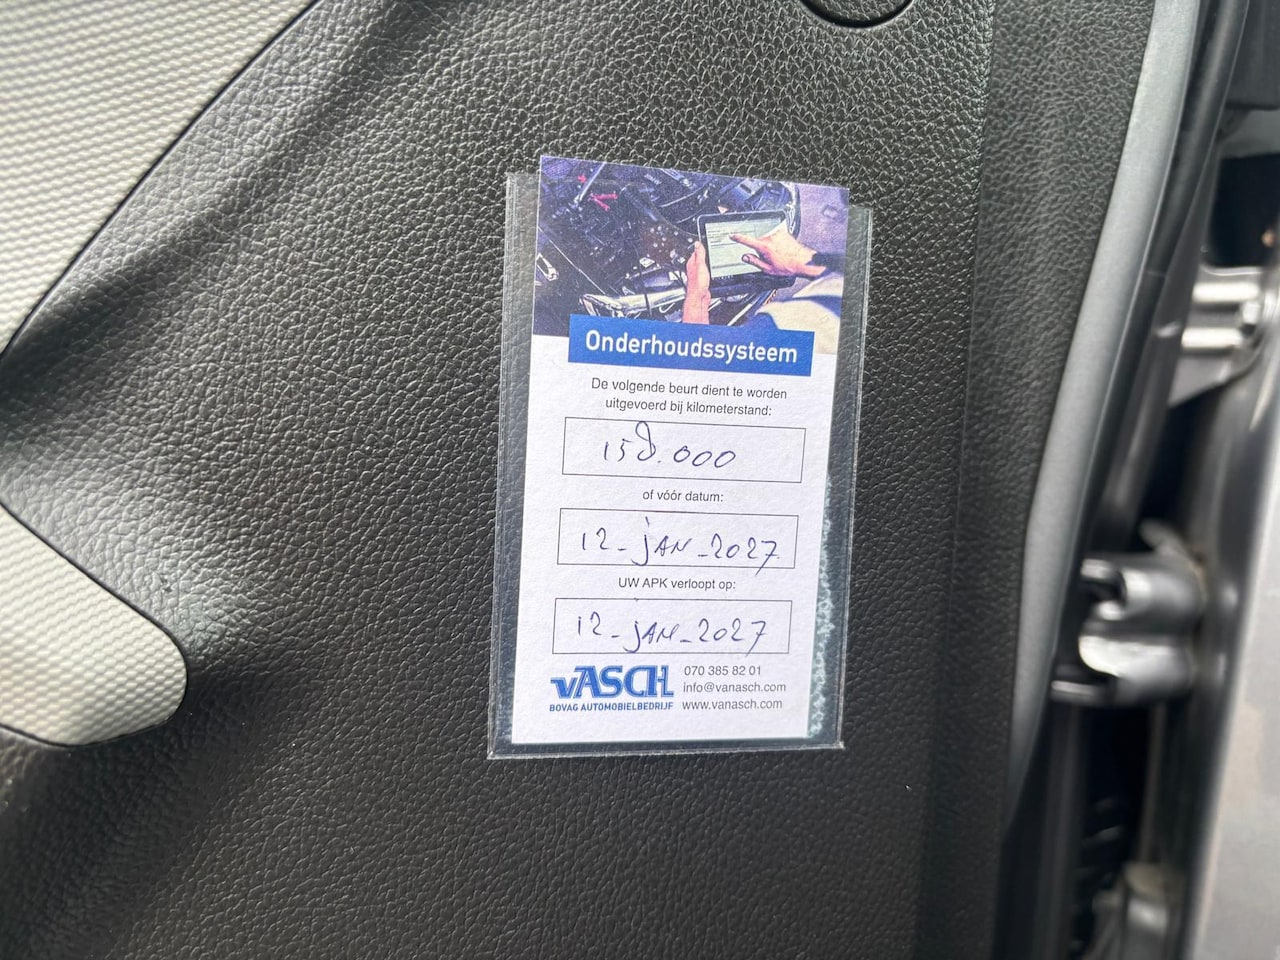 Onderhoudssysteem
De volgende beurt dient te worden
uitgevoerd bij kilometerstand:
158.000
of vóór datum:
12-jAN-2027
UW APK verloopt op:
12-jAN-2027
vASCH
BOVAG AUTOMOBIELBEDRIJF
070 385 82 01
info@vanasch.com
www.vanasch.com